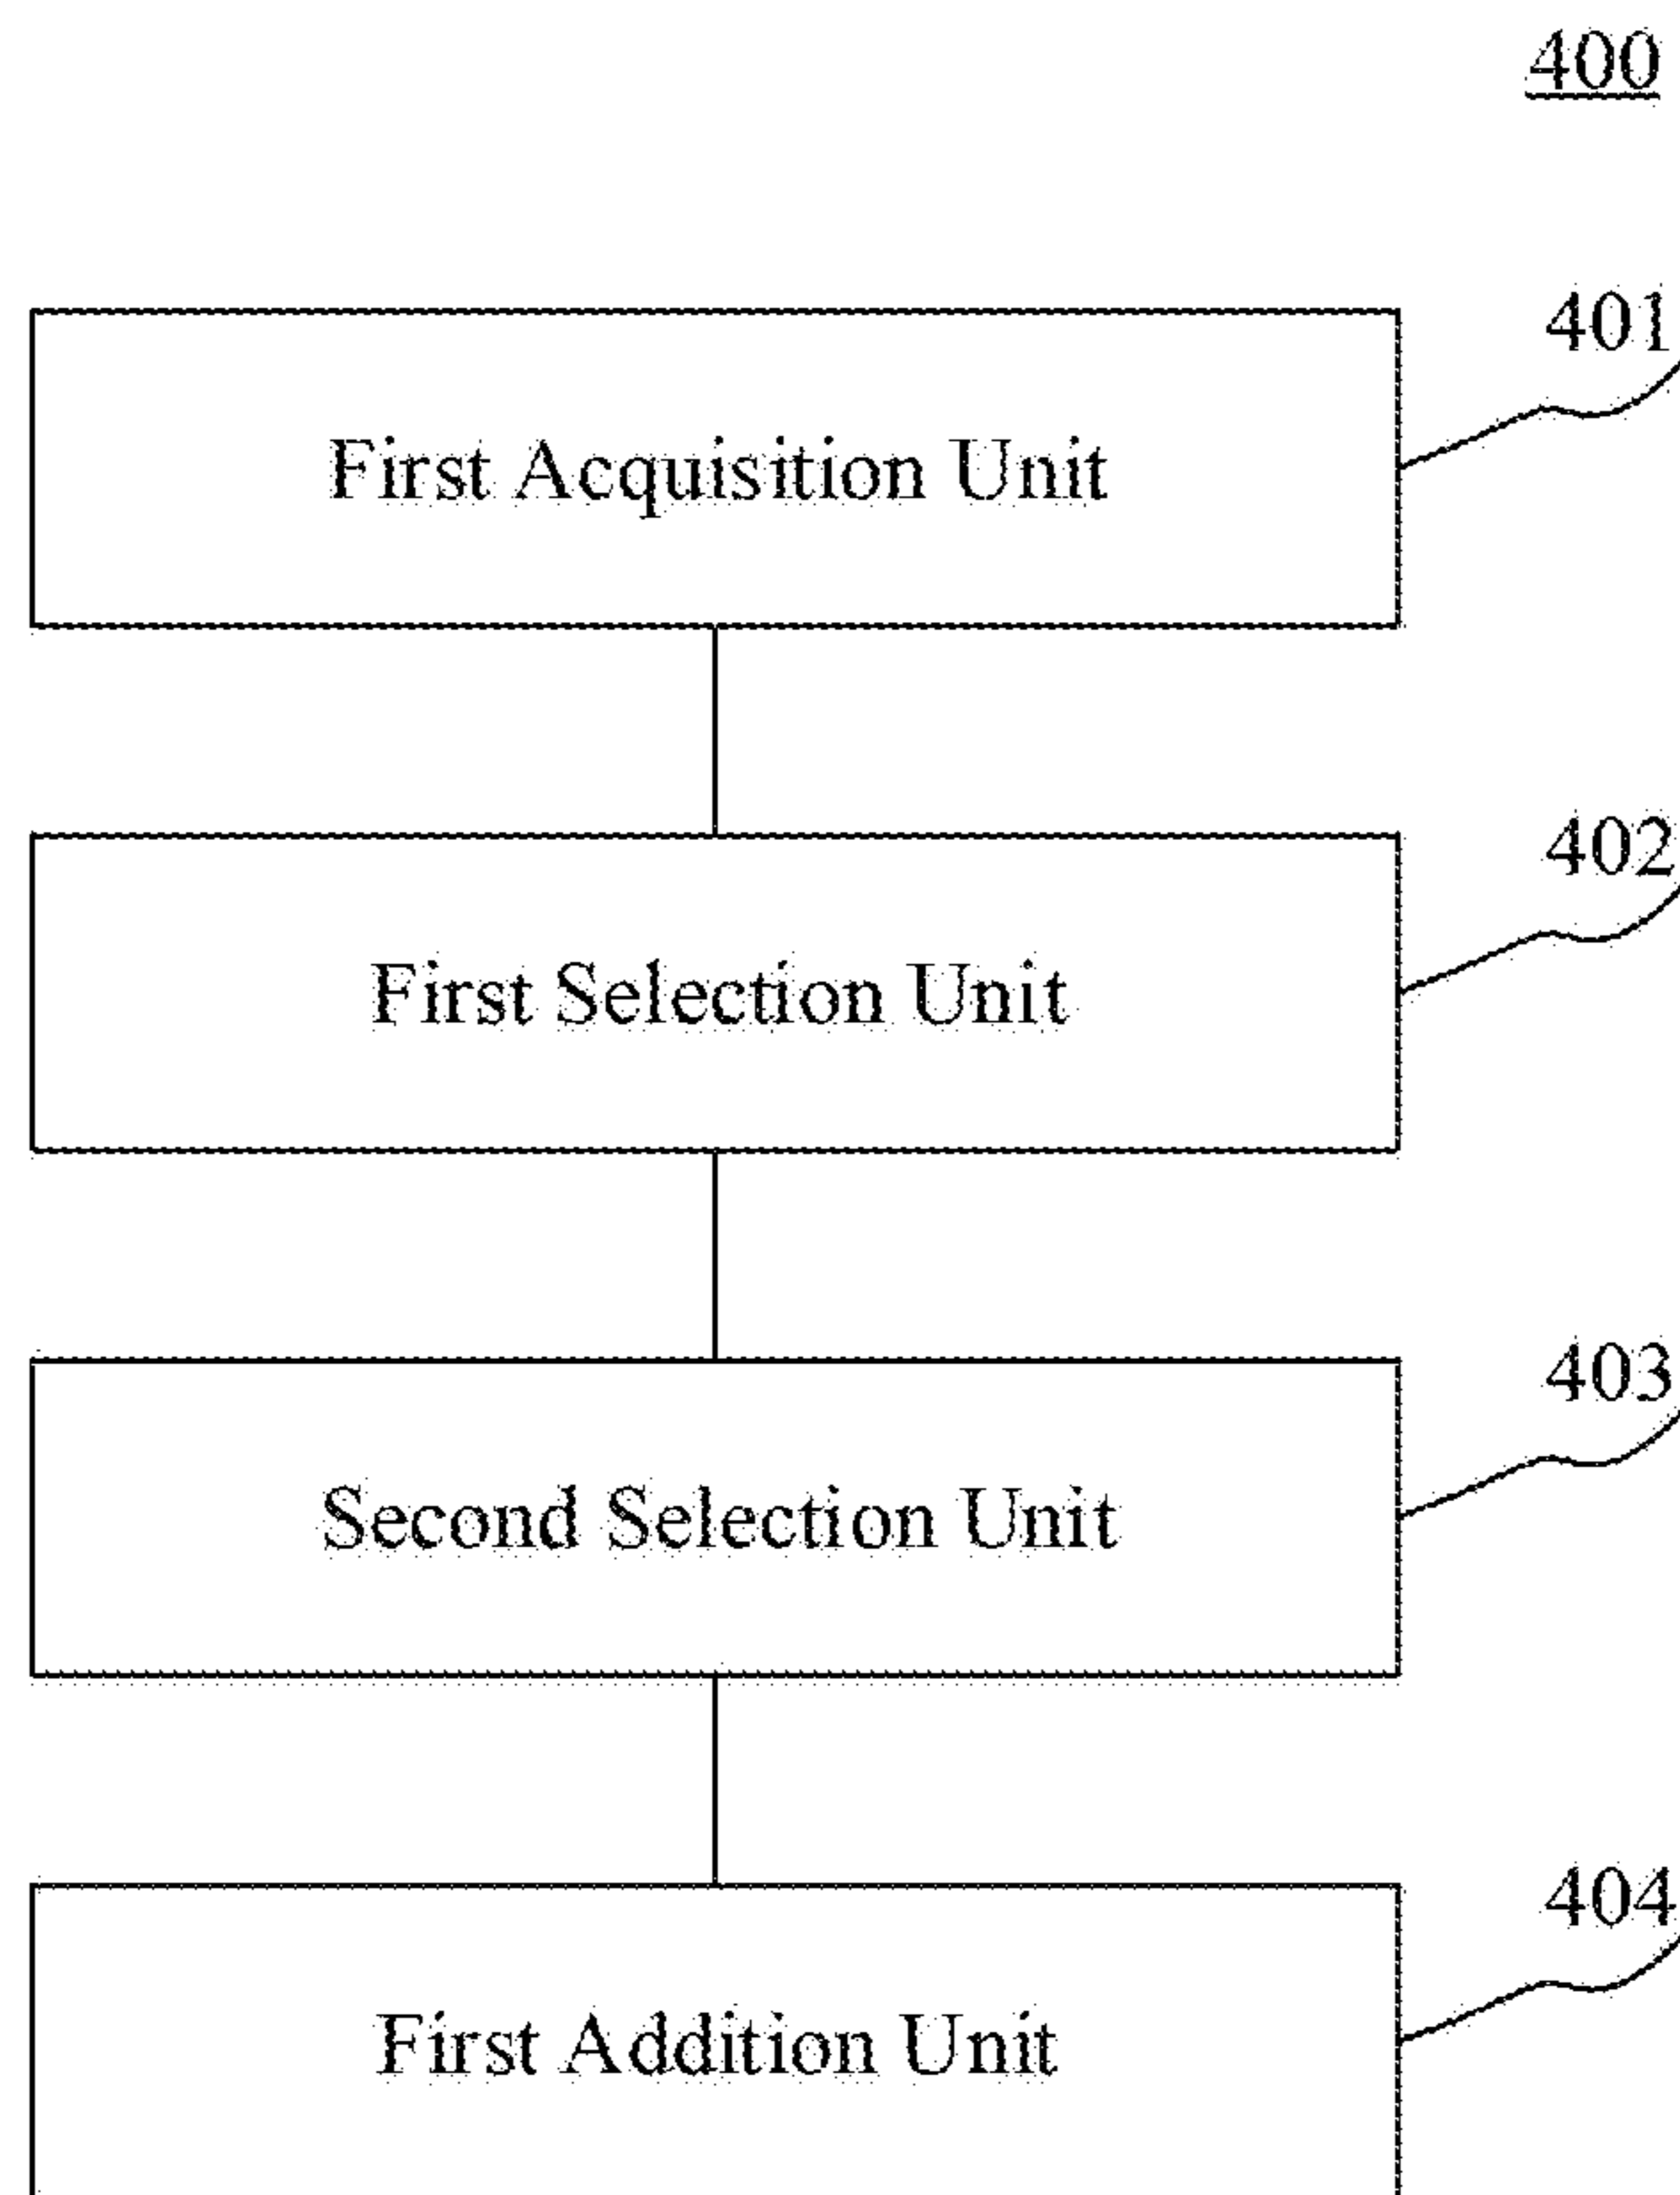 400
401
First Acquisition Unit
402
First Selection Unit
403
Second Selection Unit
404
First Addition Unit